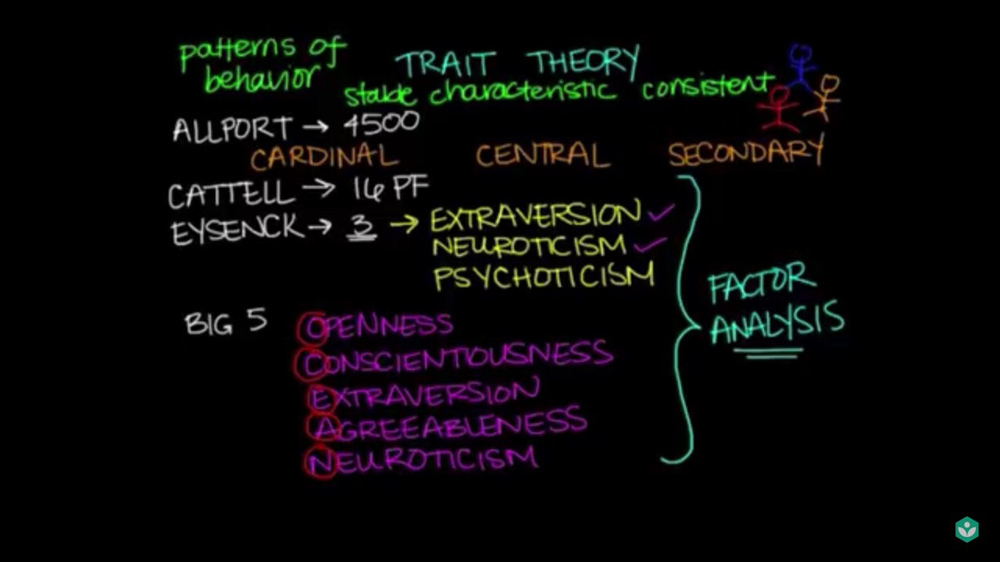 patterns of
behavior
TRAIT THEORY
stable characteristic consistent
ALLPORT → 4500
CARDINAL CENTRAL SECONDARY
CATTELL → 16 PF
EYSENCK → 3 → EXTRAVERSION ✓
NEUROTICISM ✓
PSYCHOTICISM
FACTOR
ANALYSIS
BIG 5 OPENNESS
CONSCIENTIOUSNESS
EXTRAVERSION
AGREEABLENESS
NEUROTICISM